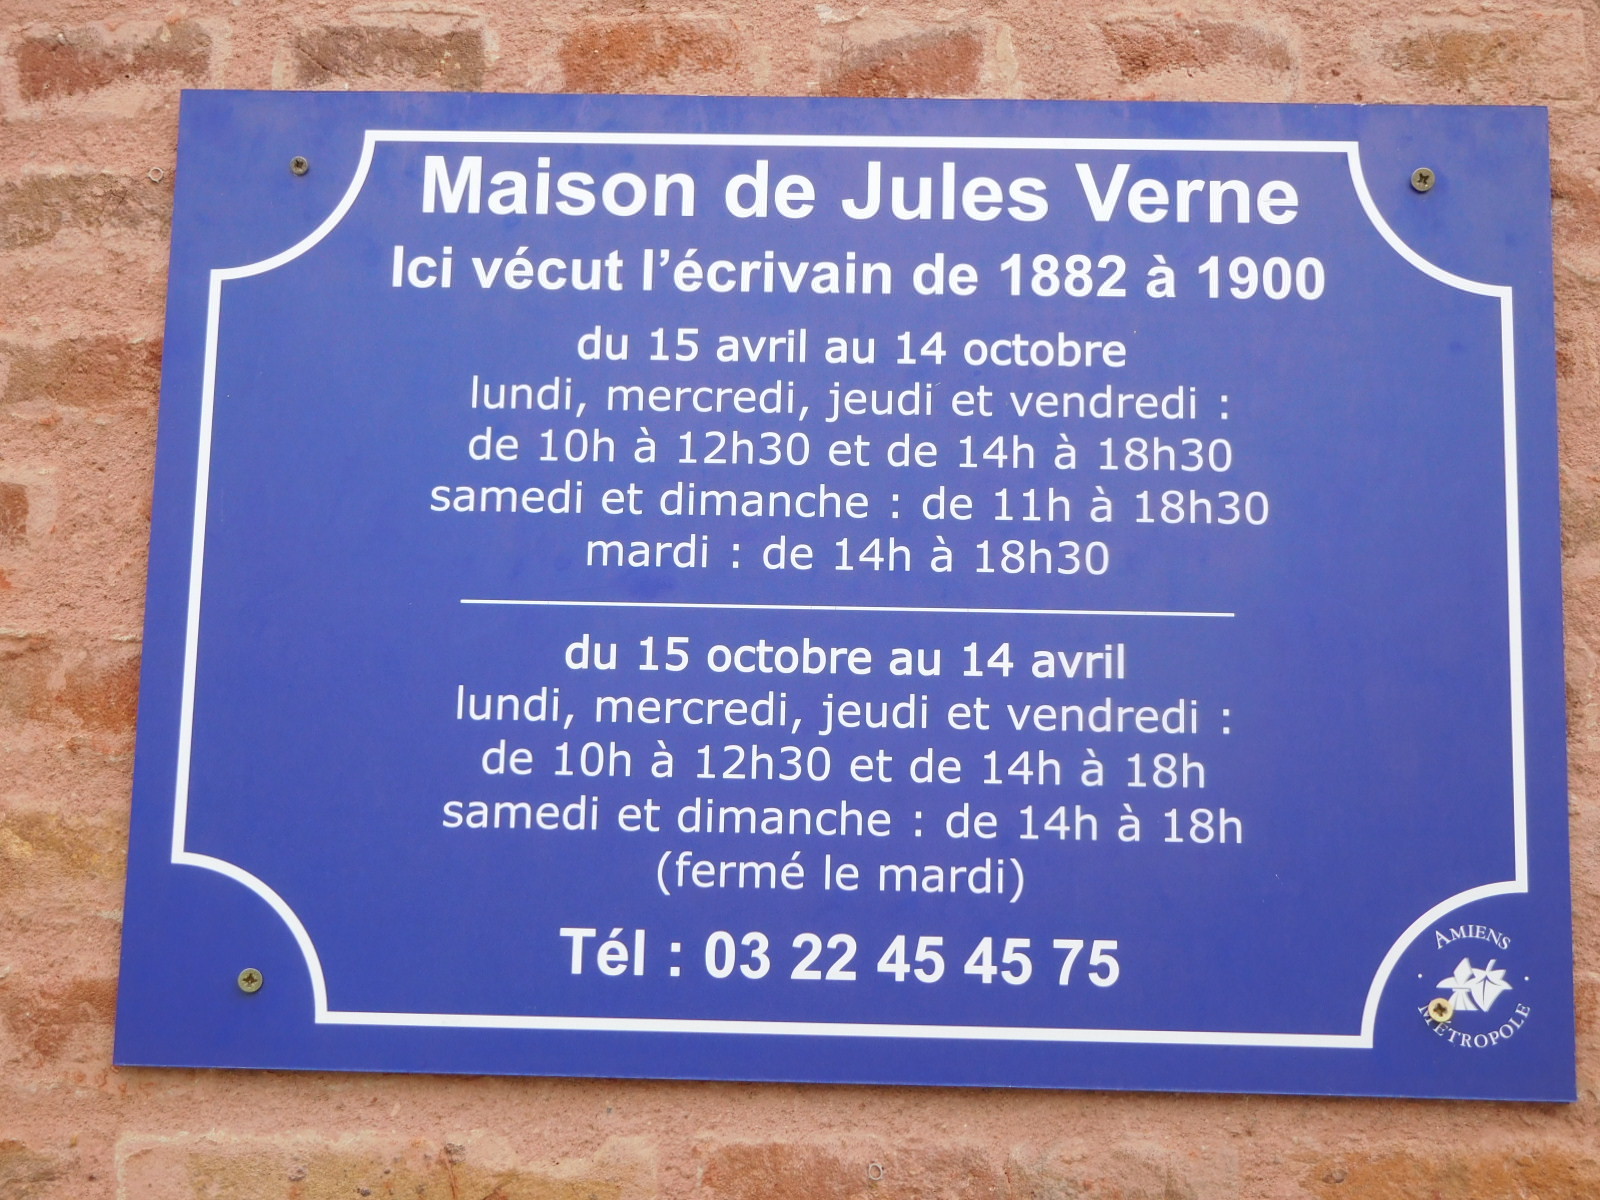 Maison de Jules Verne
Ici vécut l'écrivain de 1882 à 1900
du 15 avril au 14 octobre
lundi, mercredi, jeudi et vendredi :
de 10h à 12h30 et de 14h à 18h30
samedi et dimanche : de 11h à 18h30
mardi : de 14h à 18h30
du 15 octobre au 14 avril
lundi, mercredi, jeudi et vendredi :
de 10h à 12h30 et de 14h à 18h
samedi et dimanche : de 14h à 18h
(fermé le mardi)
Tél : 03 22 45 45 75
AMIENS
MÉTROPOLE